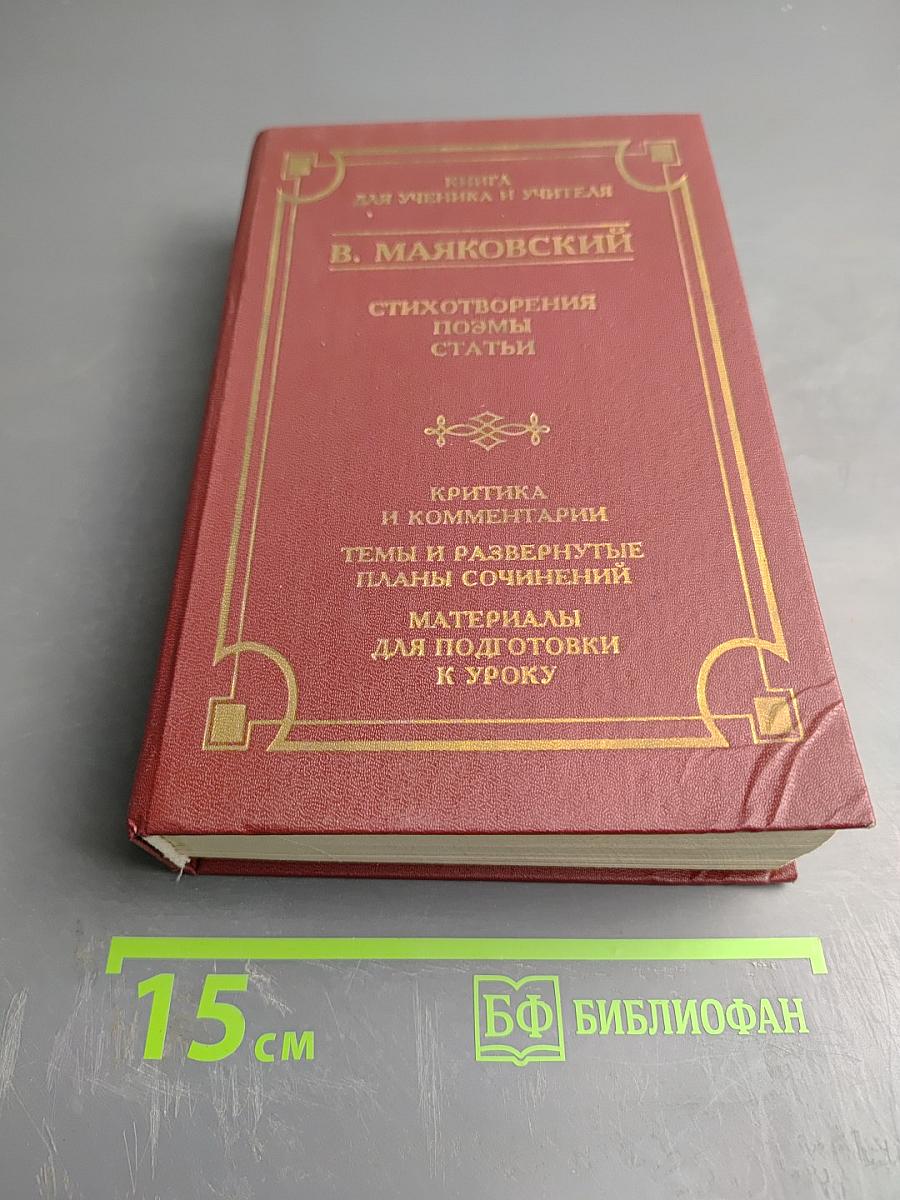 КНИГА
ДЛЯ УЧЕНИКА И УЧИТЕЛЯ
В. МАЯКОВСКИЙ
СТИХОТВОРЕНИЯ
ПОЭМЫ
СТАТЬИ
КРИТИКА
И КОММЕНТАРИИ
ТЕМЫ И РАЗВЕРНУТЫЕ
ПЛАНЫ СОЧИНЕНИЙ
МАТЕРИАЛЫ
ДЛЯ ПОДГОТОВКИ
К УРОКУ
15 см
БФ БИБЛИОФАН